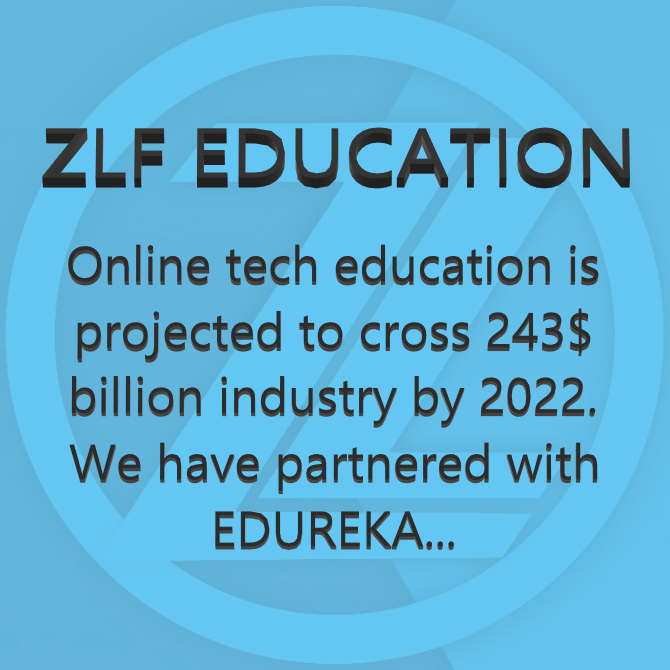 ZLF EDUCATION
Online tech education is
projected to cross 243$
billion industry by 2022.
We have partnered with
EDUREKA...